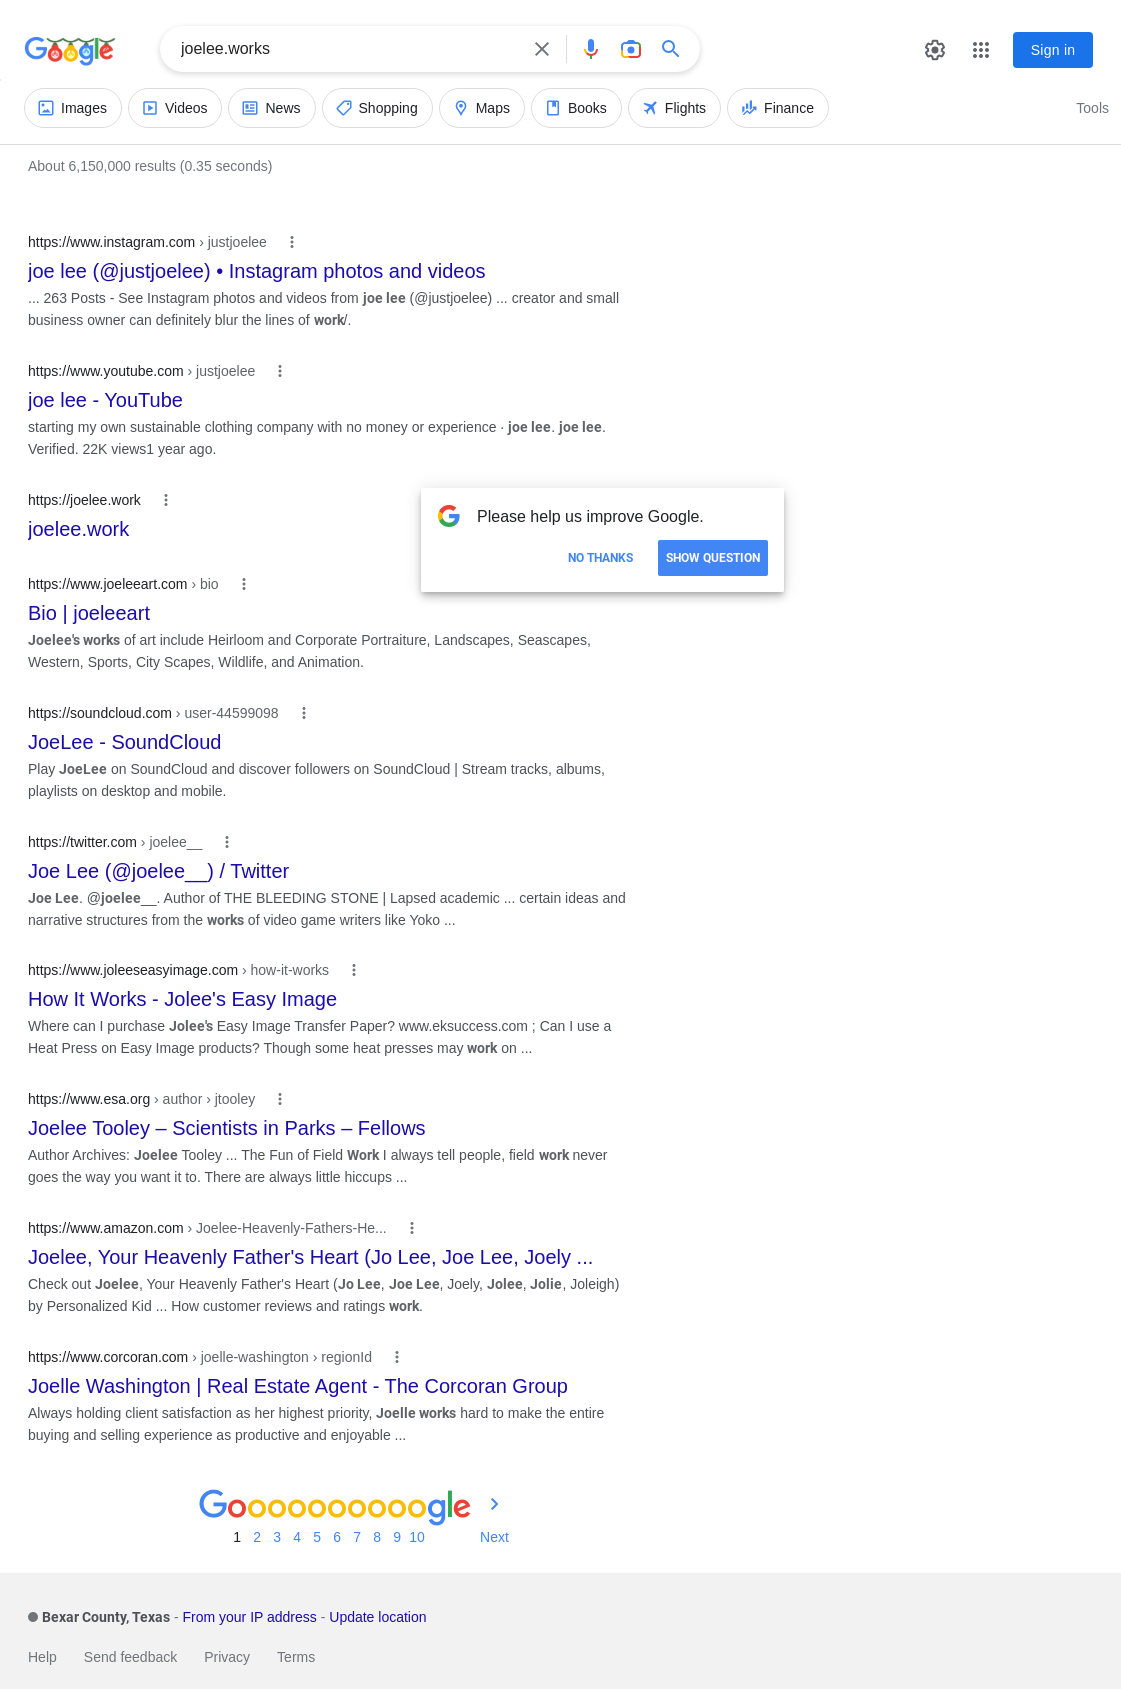 Google
joelee.works
Sign in
Images
Videos
News
Shopping
Maps
Books
Flights
Finance
Tools
About 6,150,000 results (0.35 seconds)
https://www.instagram.com › justjoelee
joe lee (@justjoelee) • Instagram photos and videos
... 263 Posts - See Instagram photos and videos from joe lee (@justjoelee) ... creator and small
business owner can definitely blur the lines of work/.
https://www.youtube.com › justjoelee
joe lee - YouTube
starting my own sustainable clothing company with no money or experience · joe lee. joe lee.
Verified. 22K views1 year ago.
https://joelee.work
joelee.work
Please help us improve Google.
NO THANKS
SHOW QUESTION
https://www.joeleeart.com › bio
Bio | joeleeart
Joelee's works of art include Heirloom and Corporate Portraiture, Landscapes, Seascapes,
Western, Sports, City Scapes, Wildlife, and Animation.
https://soundcloud.com › user-44599098
JoeLee - SoundCloud
Play JoeLee on SoundCloud and discover followers on SoundCloud | Stream tracks, albums,
playlists on desktop and mobile.
https://twitter.com › joelee__
Joe Lee (@joelee__) / Twitter
Joe Lee. @joelee__. Author of THE BLEEDING STONE | Lapsed academic ... certain ideas and
narrative structures from the works of video game writers like Yoko ...
https://www.joleeseasyimage.com › how-it-works
How It Works - Jolee's Easy Image
Where can I purchase Jolee's Easy Image Transfer Paper? www.eksuccess.com ; Can I use a
Heat Press on Easy Image products? Though some heat presses may work on ...
https://www.esa.org › author › jtooley
Joelee Tooley – Scientists in Parks – Fellows
Author Archives: Joelee Tooley ... The Fun of Field Work I always tell people, field work never
goes the way you want it to. There are always little hiccups ...
https://www.amazon.com › Joelee-Heavenly-Fathers-He...
Joelee, Your Heavenly Father's Heart (Jo Lee, Joe Lee, Joely ...
Check out Joelee, Your Heavenly Father's Heart (Jo Lee, Joe Lee, Joely, Jolee, Jolie, Joleigh)
by Personalized Kid ... How customer reviews and ratings work.
https://www.corcoran.com › joelle-washington › regionId
Joelle Washington | Real Estate Agent - The Corcoran Group
Always holding client satisfaction as her highest priority, Joelle works hard to make the entire
buying and selling experience as productive and enjoyable ...
Goooooooooogle
1 2 3 4 5 6 7 8 9 10 Next
Bexar County, Texas - From your IP address - Update location
Help Send feedback Privacy Terms